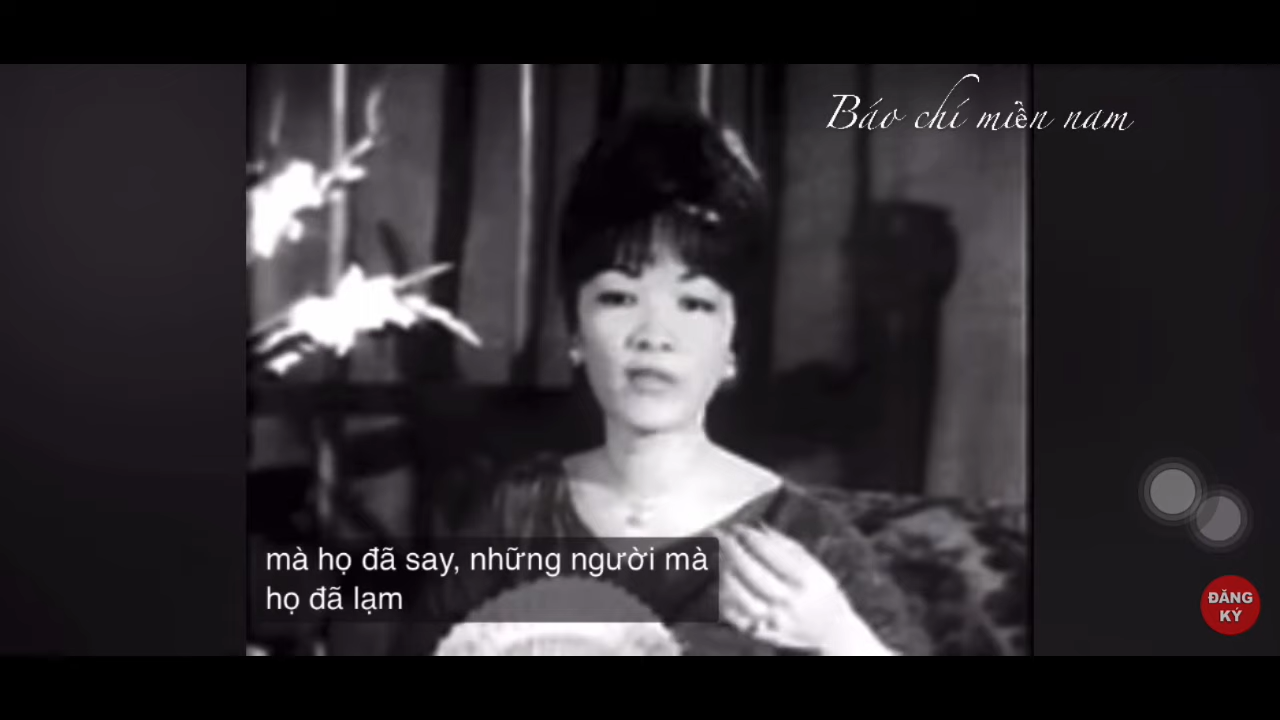 Báo chí miền nam
mà họ đã say, những người mà
họ đã lạm
ĐĂNG
KÝ